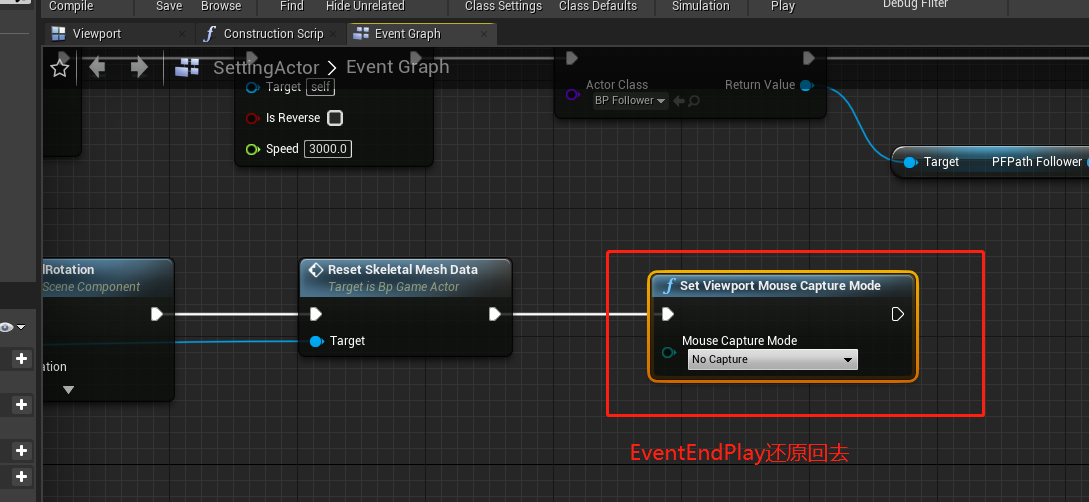 Compile
Save
Browse
Find
Hide Unrelated
Class Settings
Class Defaults
Simulation
Play
Debug Filter
Viewport
Construction Scrip
Event Graph
SettingActor > Event Graph
Target self
Is Reverse
Speed 3000.0
Actor Class
BP Follower
Return Value
Target
PFPath Follower
lRotation
Scene Component
ation
Reset Skeletal Mesh Data
Target is Bp Game Actor
Target
f Set Viewport Mouse Capture Mode
Mouse Capture Mode
No Capture
EventEndPlay还原回去